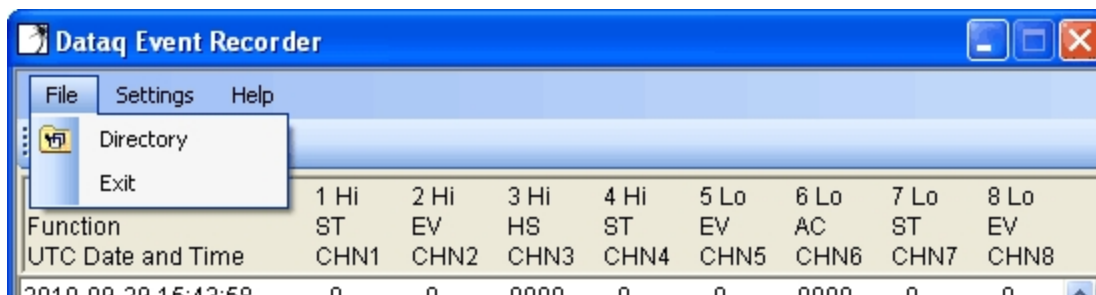 Dataq Event Recorder
File Settings Help
Directory
Exit
1 Hi 2 Hi 3 Hi 4 Hi 5 Lo 6 Lo 7 Lo 8 Lo
Function ST EV HS ST EV AC ST EV
UTC Date and Time CHN1 CHN2 CHN3 CHN4 CHN5 CHN6 CHN7 CHN8